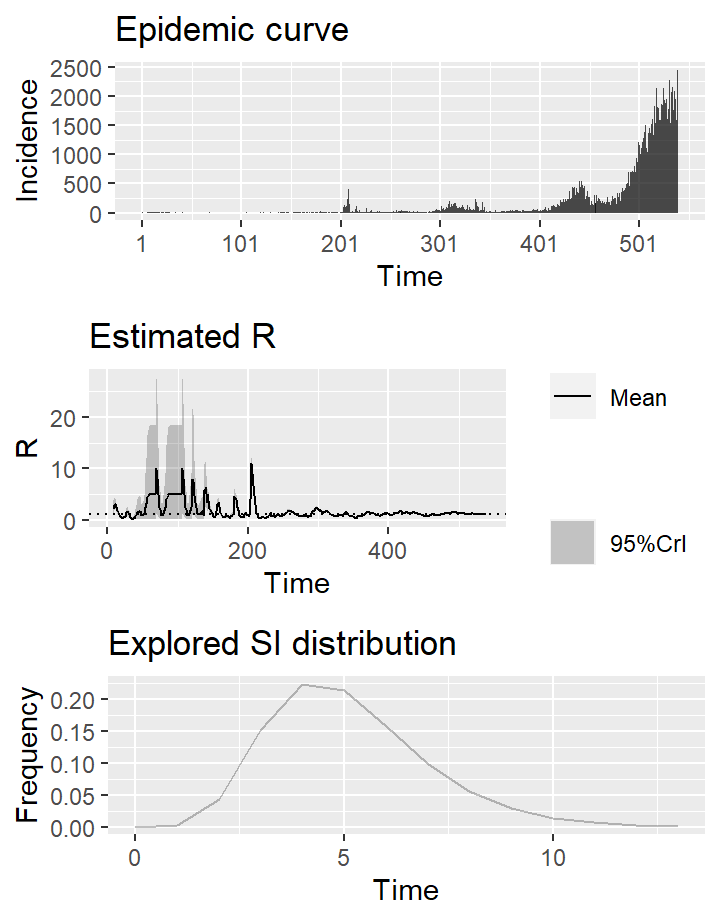 Epidemic curve
Incidence
2500
2000
1500
1000
500
0
1 101 201 301 401 501
Time
Estimated R
R
20
10
0
0 200 400
Time
Mean
95%CrI
Explored SI distribution
Frequency
0.20
0.15
0.10
0.05
0.00
0 5 10
Time